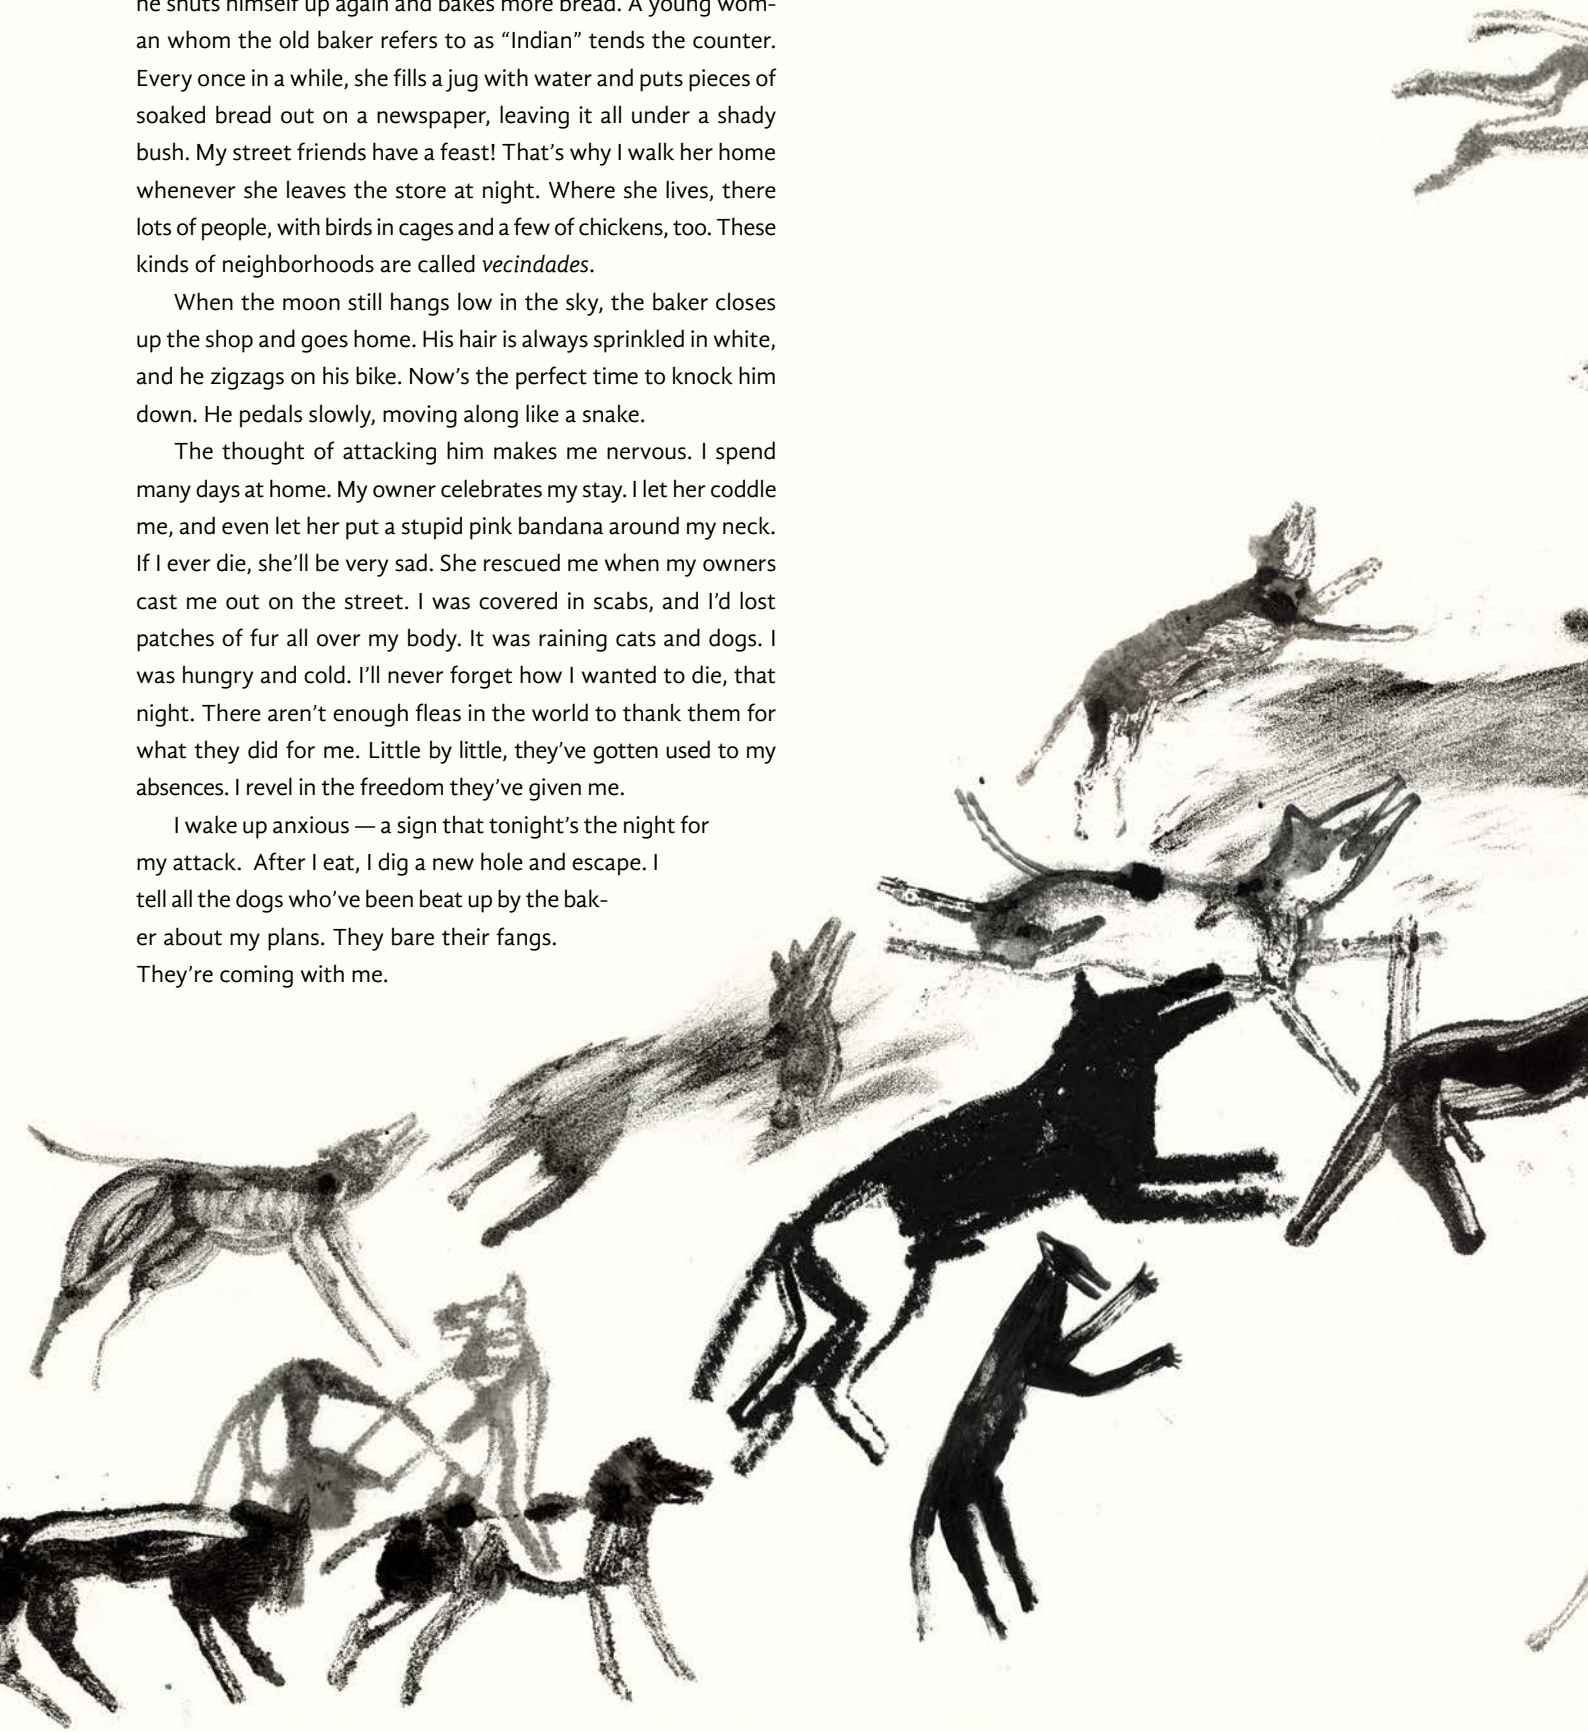 he shuts himself up again and bakes more bread. A young wom-
an whom the old baker refers to as “Indian” tends the counter.
Every once in a while, she fills a jug with water and puts pieces of
soaked bread out on a newspaper, leaving it all under a shady
bush. My street friends have a feast! That’s why I walk her home
whenever she leaves the store at night. Where she lives, there
lots of people, with birds in cages and a few of chickens, too. These
kinds of neighborhoods are called vecindades.
When the moon still hangs low in the sky, the baker closes
up the shop and goes home. His hair is always sprinkled in white,
and he zigzags on his bike. Now’s the perfect time to knock him
down. He pedals slowly, moving along like a snake.
The thought of attacking him makes me nervous. I spend
many days at home. My owner celebrates my stay. I let her coddle
me, and even let her put a stupid pink bandana around my neck.
If I ever die, she’ll be very sad. She rescued me when my owners
cast me out on the street. I was covered in scabs, and I’d lost
patches of fur all over my body. It was raining cats and dogs. I
was hungry and cold. I’ll never forget how I wanted to die, that
night. There aren’t enough fleas in the world to thank them for
what they did for me. Little by little, they’ve gotten used to my
absences. I revel in the freedom they’ve given me.
I wake up anxious — a sign that tonight’s the night for
my attack.  After I eat, I dig a new hole and escape. I
tell all the dogs who’ve been beat up by the bak-
er about my plans. They bare their fangs.
They’re coming with me.